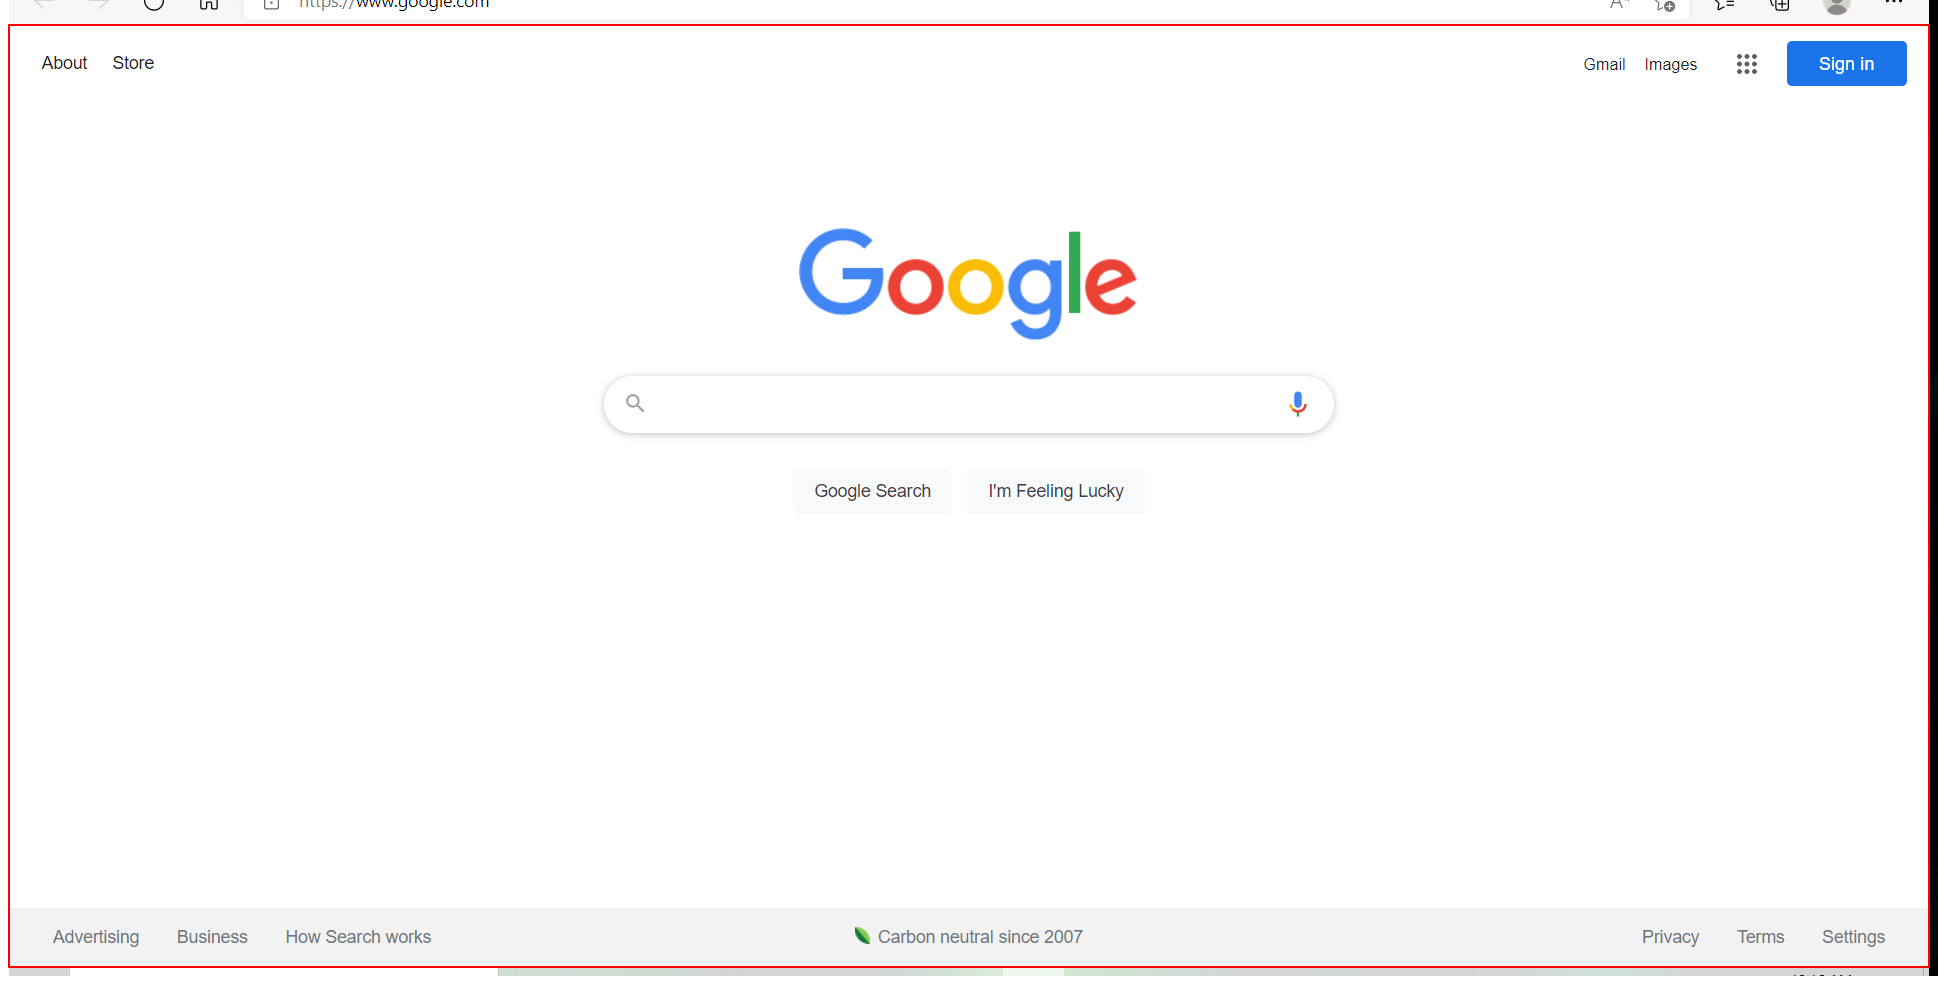 https://www.google.com
About Store
Gmail Images Sign in
Google
Google Search I'm Feeling Lucky
Advertising Business How Search works
Carbon neutral since 2007
Privacy Terms Settings